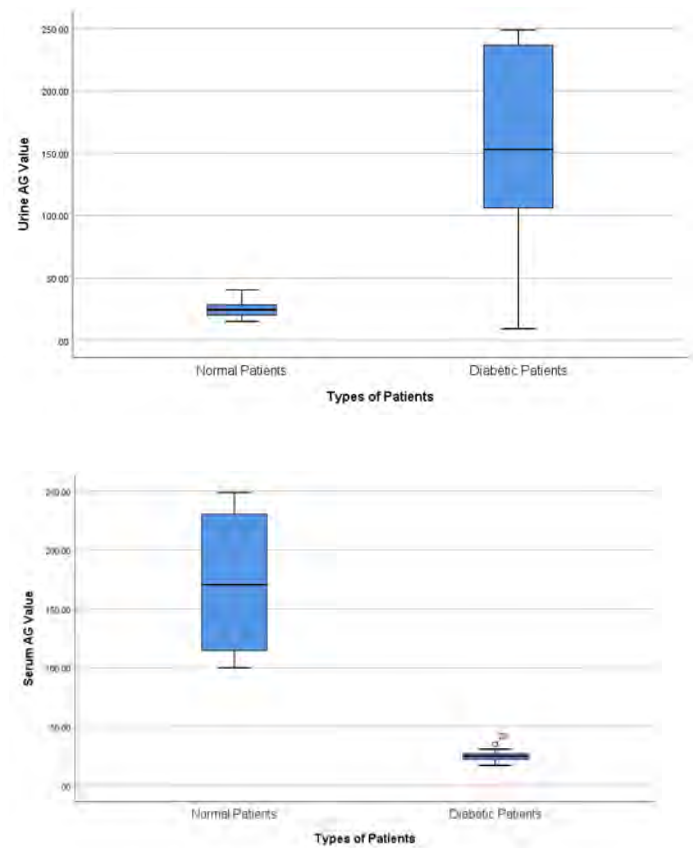 250.00
200.00
150.00
100.00
50.00
.00
Urine AG Value
Normal Patients Diabetic Patients
Types of Patients
250.00
200.00
150.00
100.00
50.00
.00
Serum AG Value
Normal Patients Diabetic Patients
Types of Patients